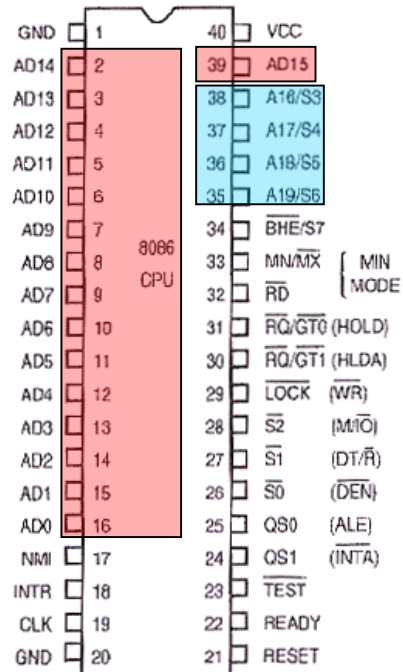 GND 1 40 VCC
AD14 2 39 AD15
AD13 3 38 A16/S3
AD12 4 37 A17/S4
AD11 5 36 A18/S5
AD10 6 35 A19/S6
AD9 7 34 BHE/S7
AD8 8 8086 33 MN/MX MIN
CPU MODE
AD7 9 32 RD
AD6 10 31 RQ/GT0 (HOLD)
AD5 11 30 RQ/GT1 (HLDA)
AD4 12 29 LOCK (WR)
AD3 13 28 S2 (M/IO)
AD2 14 27 S1 (DT/R)
AD1 15 26 S0 (DEN)
AD0 16 25 QS0 (ALE)
NMI 17 24 QS1 (INTA)
INTR 18 23 TEST
CLK 19 22 READY
GND 20 21 RESET